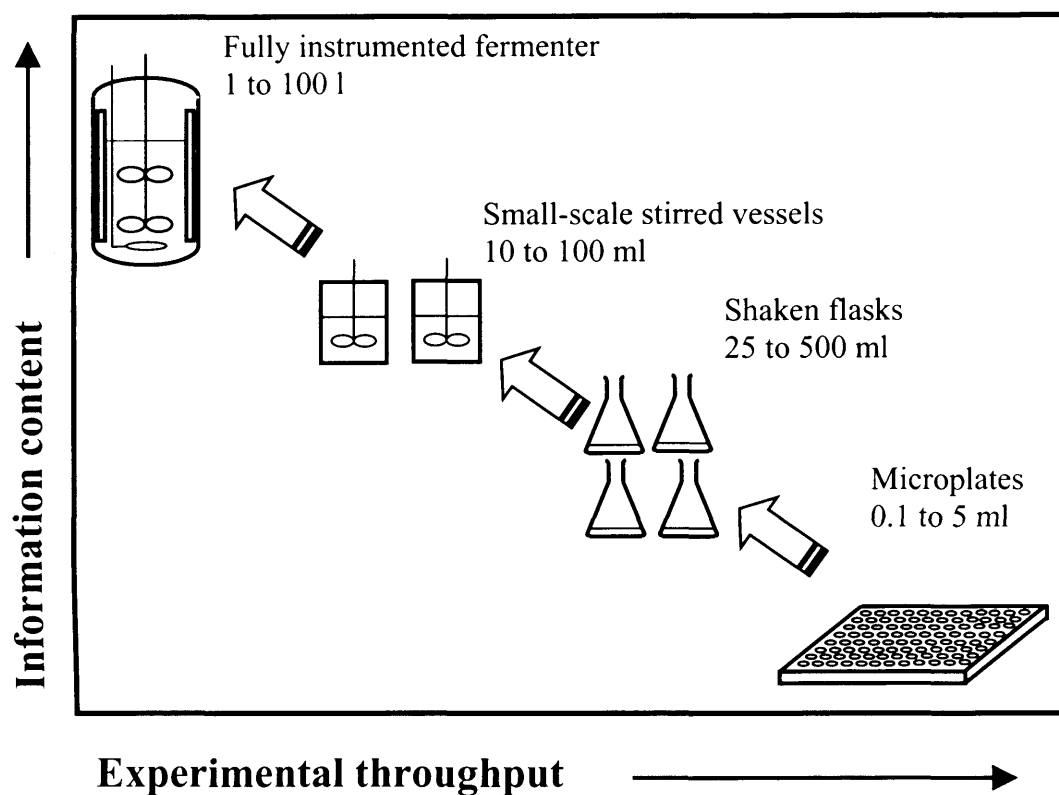 Fully instrumented fermenter
1 to 100 l
Small-scale stirred vessels
10 to 100 ml
Shaken flasks
25 to 500 ml
Microplates
0.1 to 5 ml
Information content
Experimental throughput